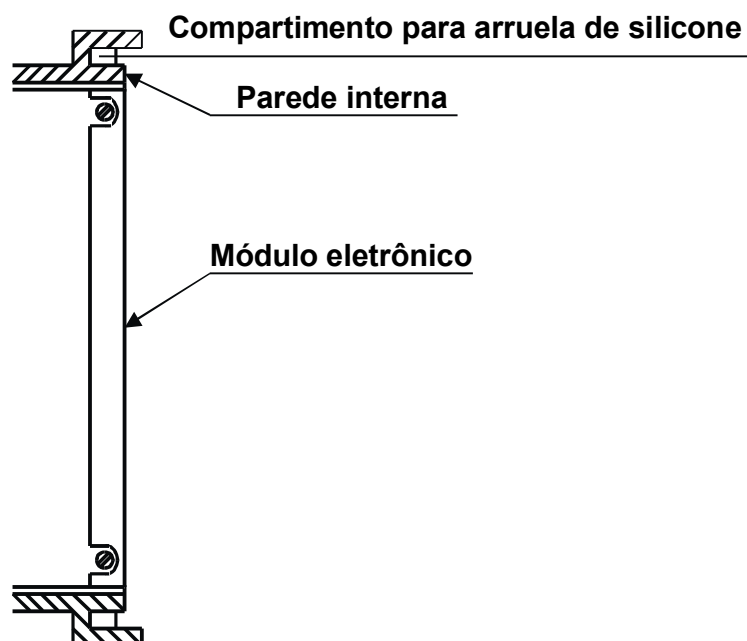 Compartimento para arruela de silicone
Parede interna
Módulo eletrônico